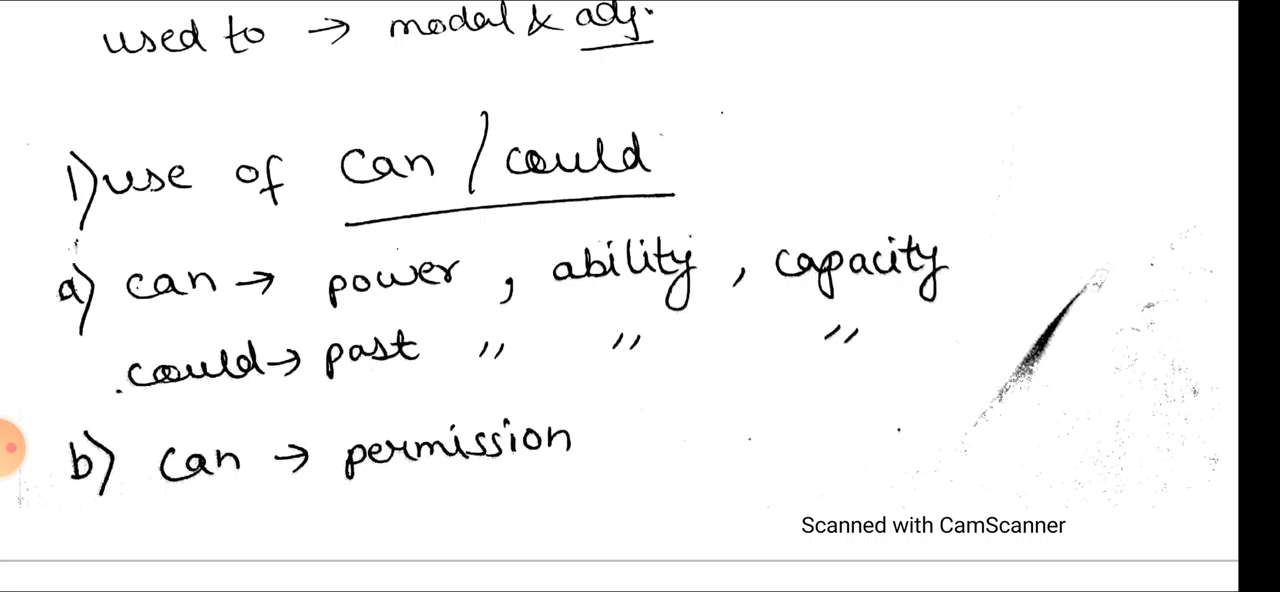 used to → modal & adj.
1) use of can / could
a) can → power, ability, capacity
could → past " " "
b) can → permission
Scanned with CamScanner